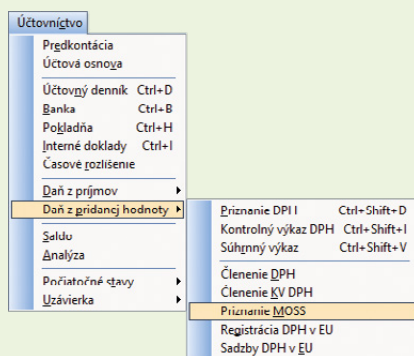 Účtovníctvo
Predkontácia
Účtová osnova
Účtovný denník Ctrl+D
Banka Ctrl+B
Pokladňa Ctrl+H
Interné doklady Ctrl+I
Časové rozlíšenie
Daň z príjmov
Daň z pridanej hodnoty
Saldo
Analýza
Počiatočné stavy
Uzávierka
Priznanie DPH Ctrl+Shift+D
Kontrolný výkaz DPH Ctrl+Shift+I
Súhrnný výkaz Ctrl+Shift+V
Členenie DPH
Členenie KV DPH
Priznanie MOSS
Registrácia DPH v EU
Sadzby DPH v EU